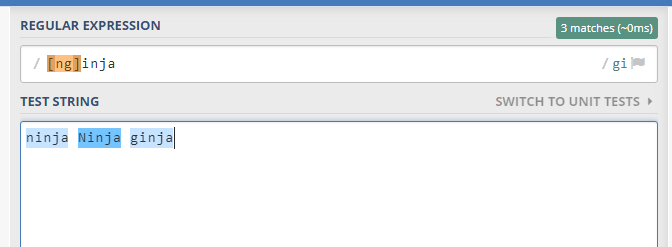 REGULAR EXPRESSION
3 matches (~0ms)
/ [ng]inja / gi
TEST STRING
SWITCH TO UNIT TESTS
ninja Ninja ginja